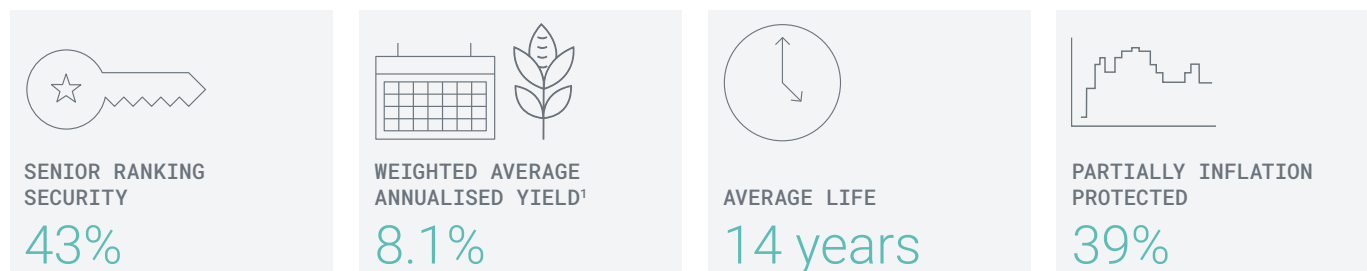 SENIOR RANKING
SECURITY
43%
WEIGHTED AVERAGE
ANNUALISED YIELD¹
8.1%
AVERAGE LIFE
14 years
PARTIALLY INFLATION
PROTECTED
39%